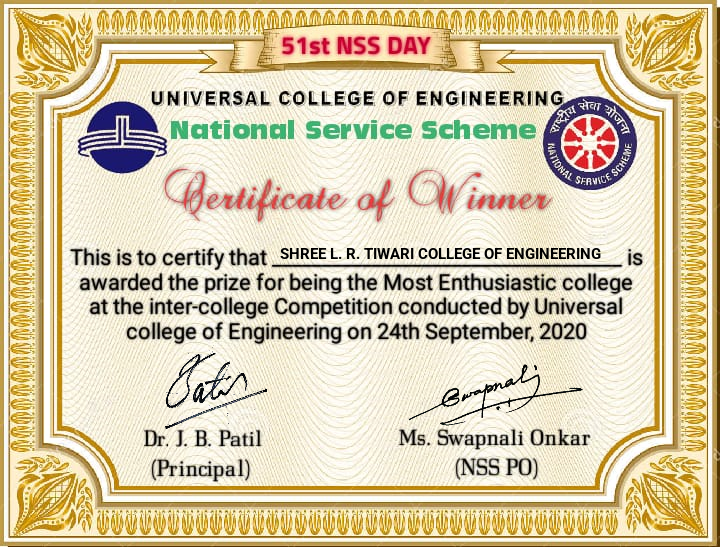 51st NSS DAY
UNIVERSAL COLLEGE OF ENGINEERING
National Service Scheme
राष्ट्रीय सेवा योजना
NATIONAL SERVICE SCHEME
Certificate of Winner
This is to certify that SHREE L. R. TIWARI COLLEGE OF ENGINEERING is
awarded the prize for being the Most Enthusiastic college
at the inter-college Competition conducted by Universal
college of Engineering on 24th September, 2020
Patil
Swapnali
Dr. J. B. Patil
Ms. Swapnali Onkar
(Principal)
(NSS PO)